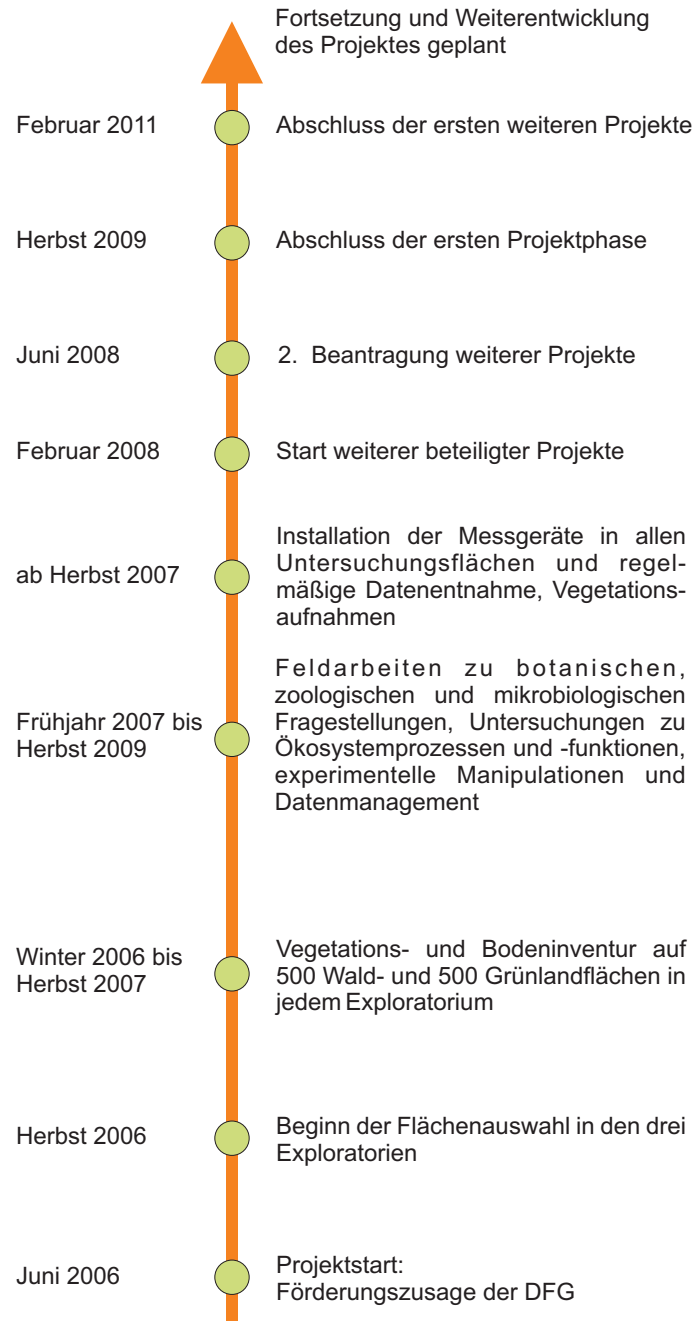 Fortsetzung und Weiterentwicklung
des Projektes geplant
Februar 2011
Abschluss der ersten weiteren Projekte
Herbst 2009
Abschluss der ersten Projektphase
Juni 2008
2. Beantragung weiterer Projekte
Februar 2008
Start weiterer beteiligter Projekte
ab Herbst 2007
Installation der Messgeräte in allen
Untersuchungsflächen und regel-
mäßige Datenentnahme, Vegetations-
aufnahmen
Frühjahr 2007 bis
Herbst 2009
Feldarbeiten zu botanischen,
zoologischen und mikrobiologischen
Fragestellungen, Untersuchungen zu
Ökosystemprozessen und -funktionen,
experimentelle Manipulationen und
Datenmanagement
Winter 2006 bis
Herbst 2007
Vegetations- und Bodeninventur auf
500 Wald- und 500 Grünlandflächen in
jedem Exploratorium
Herbst 2006
Beginn der Flächenauswahl in den drei
Exploratorien
Juni 2006
Projektstart:
Förderungszusage der DFG